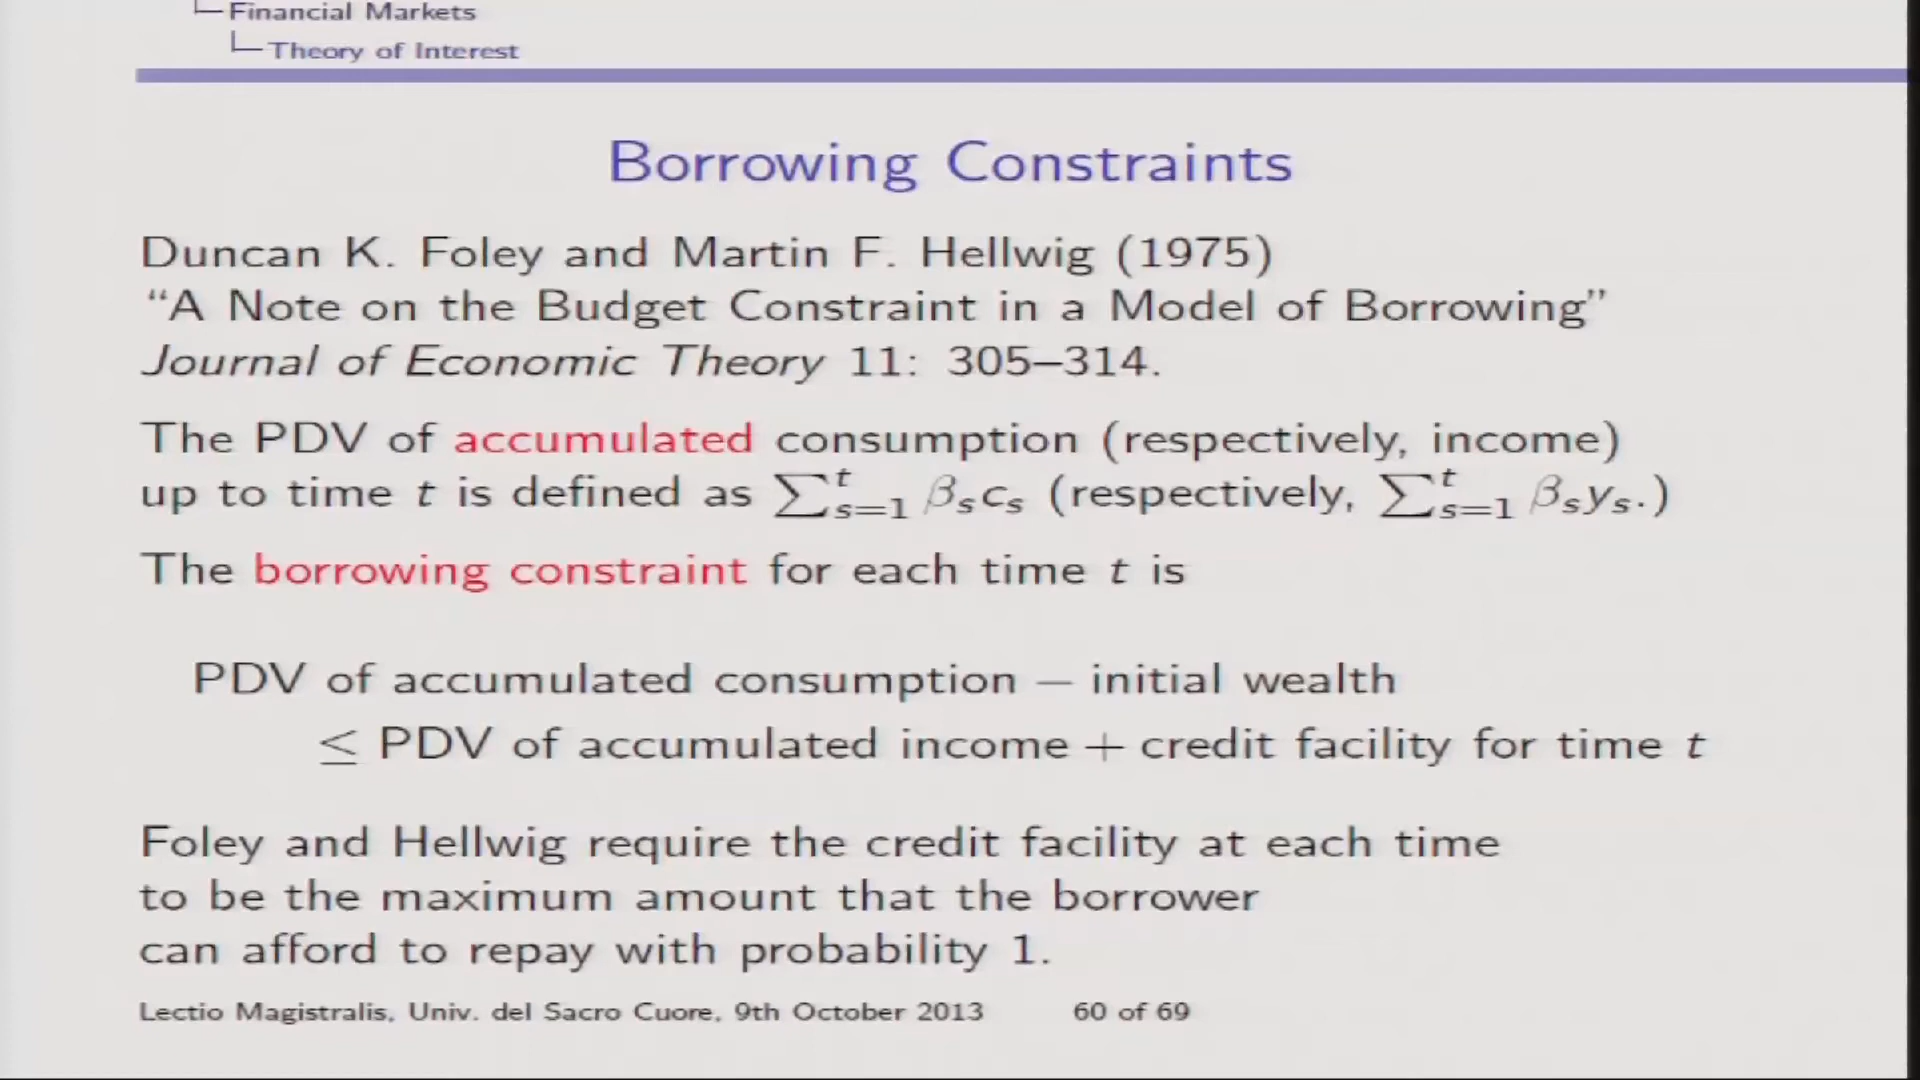 Financial Markets
Theory of Interest
Borrowing Constraints
Duncan K. Foley and Martin F. Hellwig (1975)
“A Note on the Budget Constraint in a Model of Borrowing”
Journal of Economic Theory 11: 305–314.
The PDV of accumulated consumption (respectively, income)
up to time t is defined as ∑ᵗₛ₌₁ βₛcₛ (respectively, ∑ᵗₛ₌₁ βₛyₛ.)
The borrowing constraint for each time t is
PDV of accumulated consumption − initial wealth
≤ PDV of accumulated income + credit facility for time t
Foley and Hellwig require the credit facility at each time
to be the maximum amount that the borrower
can afford to repay with probability 1.
Lectio Magistralis, Univ. del Sacro Cuore, 9th October 2013 60 of 69